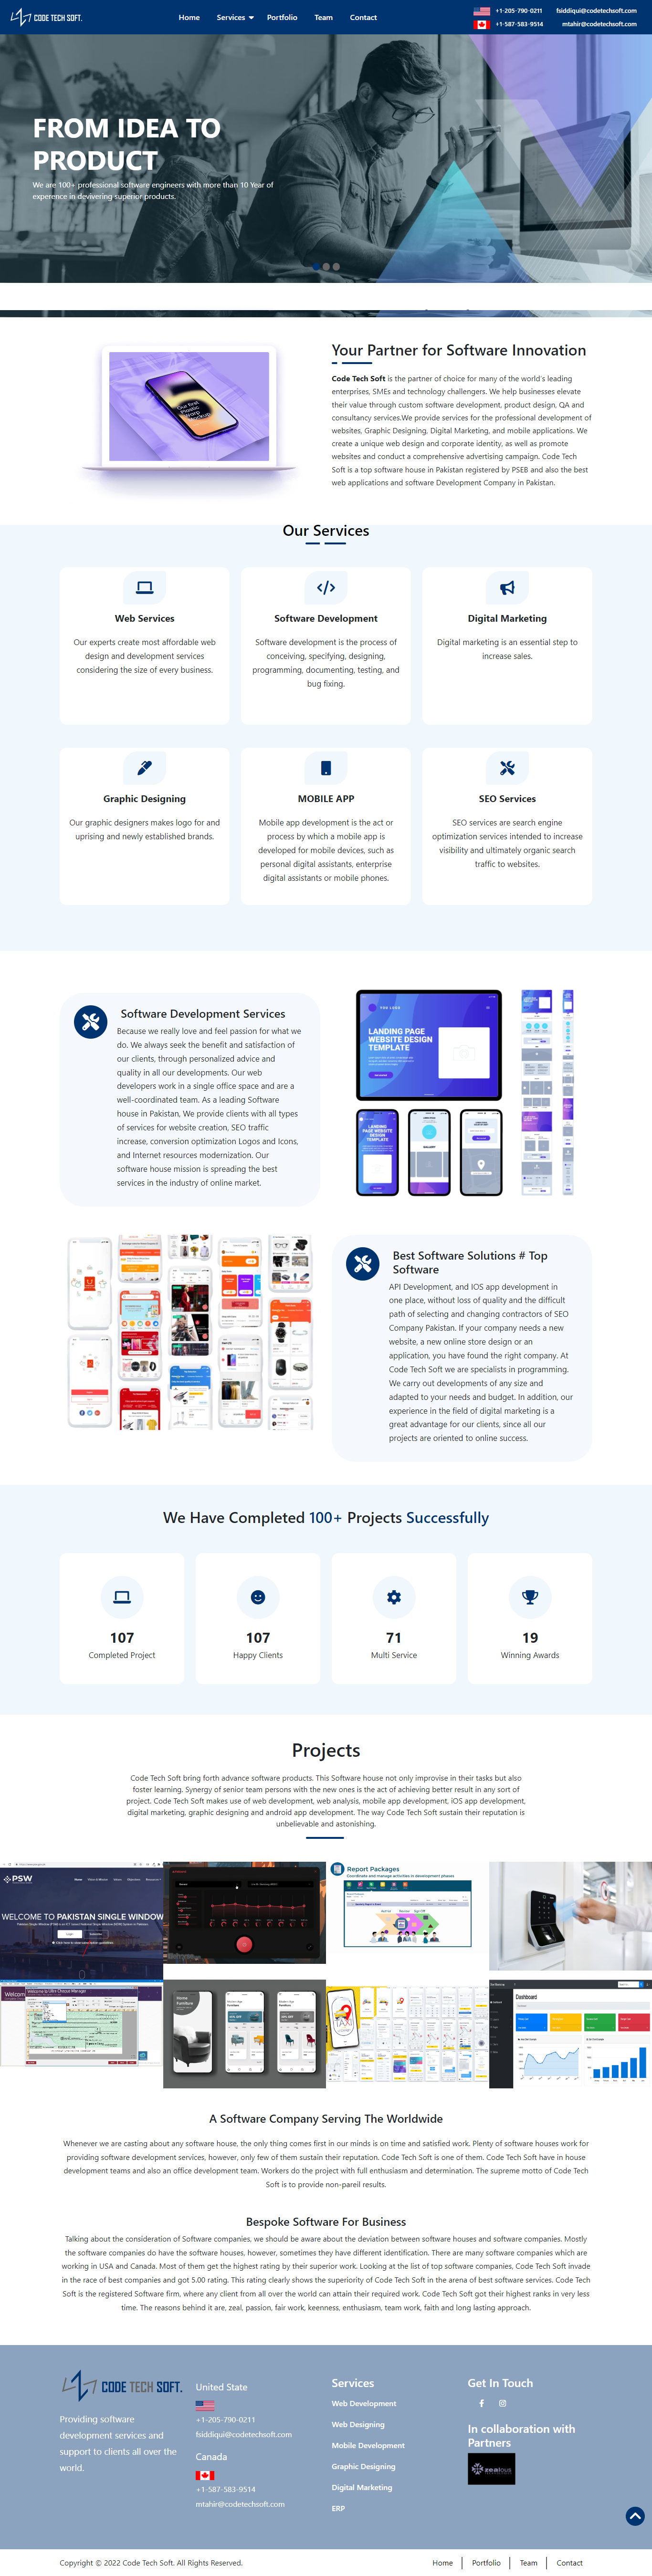 CODE TECH SOFT.
Home Services Portfolio Team Contact
+1-205-790-0211 fsiddiqui@codetechsoft.com
+1-587-583-9514 mtahir@codetechsoft.com
FROM IDEA TO
PRODUCT
We are 100+ professional software engineers with more than 10 Year of
experence in devivering superior products.
Your Partner for Software Innovation
Code Tech Soft is the partner of choice for many of the world's leading
enterprises, SMEs and technology challengers. We help businesses elevate
their value through custom software development, product design, QA and
consultancy services.We provide services for the professional development of
websites, Graphic Designing, Digital Marketing, and mobile applications. We
create a unique web design and corporate identity, as well as promote
websites and conduct a comprehensive advertising campaign. Code Tech
Soft is a top software house in Pakistan registered by PSEB and also the best
web applications and software Development Company in Pakistan.
Our Services
Web Services
Our experts create most affordable web
design and development services
considering the size of every business.
Software Development
Software development is the process of
conceiving, specifying, designing,
programming, documenting, testing, and
bug fixing.
Digital Marketing
Digital marketing is an essential step to
increase sales.
Graphic Designing
Our graphic designers makes logo for and
uprising and newly established brands.
MOBILE APP
Mobile app development is the act or
process by which a mobile app is
developed for mobile devices, such as
personal digital assistants, enterprise
digital assistants or mobile phones.
SEO Services
SEO services are search engine
optimization services intended to increase
visibility and ultimately organic search
traffic to websites.
Software Development Services
Because we really love and feel passion for what we
do. We always seek the benefit and satisfaction of
our clients, through personalized advice and
quality in all our developments. Our web
developers work in a single office space and are a
well-coordinated team. As a leading Software
house in Pakistan, We provide clients with all types
of services for website creation, SEO traffic
increase, conversion optimization Logos and Icons,
and Internet resources modernization. Our
software house mission is spreading the best
services in the industry of online market.
YOUR LOGO
LANDING PAGE
WEBSITE DESIGN
TEMPLATE
LANDING PAGE
WEBSITE DESIGN
TEMPLATE
Best Software Solutions # Top
Software
API Development, and IOS app development in
one place, without loss of quality and the difficult
path of selecting and changing contractors of SEO
Company Pakistan. If your company needs a new
website, a new online store design or an
application, you have found the right company. At
Code Tech Soft we are specialists in programming.
We carry out developments of any size and
adapted to your needs and budget. In addition, our
experience in the field of digital marketing is a
great advantage for our clients, since all our
projects are oriented to online success.
We Have Completed 100+ Projects Successfully
107
Completed Project
107
Happy Clients
71
Multi Service
19
Winning Awards
Projects
Code Tech Soft bring forth advance software products. This Software house not only improvise in their tasks but also
foster learning. Synergy of senior team persons with the new ones is the act of achieving better result in any sort of
project. Code Tech Soft makes use of web development, web analysis, mobile app development, iOS app development,
digital marketing, graphic designing and android app development. The way Code Tech Soft sustain their reputation is
unbelievable and astonishing.
PSW
WELCOME TO PAKISTAN SINGLE WINDOW
Report Packages
Coordinate and manage activities in development phases
Welcom
Home
Furniture
Dashboard
A Software Company Serving The Worldwide
Whenever we are casting about any software house, the only thing comes first in our minds is on time and satisfied work. Plenty of software houses work for
providing software development services, however, only few of them sustain their reputation. Code Tech Soft is one of them. Code Tech Soft have in house
development teams and also an office development team. Workers do the project with full enthusiasm and determination. The supreme motto of Code Tech
Soft is to provide non-pareil results.
Bespoke Software For Business
Talking about the consideration of Software companies, we should be aware about the deviation between software houses and software companies. Mostly
the software companies do have the software houses, however, sometimes they have different identification. There are many software companies which are
working in USA and Canada. Most of them get the highest rating by their superior work. Looking at the list of top software companies, Code Tech Soft invade
in the race of best companies and got 5.00 rating. This rating clearly shows the superiority of Code Tech Soft in the arena of best software services. Code Tech
Soft is the registered Software firm, where any client from all over the world can attain their required work. Code Tech Soft got their highest ranks in very less
time. The reasons behind it are, zeal, passion, fair work, keenness, enthusiasm, team work, faith and long lasting approach.
CODE TECH SOFT.
Providing software
development services and
support to clients all over the
world.
United State
+1-205-790-0211
fsiddiqui@codetechsoft.com
Canada
+1-587-583-9514
mtahir@codetechsoft.com
Services
Web Development
Web Designing
Mobile Development
Graphic Designing
Digital Marketing
ERP
Get In Touch
In collaboration with
Partners
zealous
Copyright © 2022 Code Tech Soft. All Rights Reserved.
Home Portfolio Team Contact